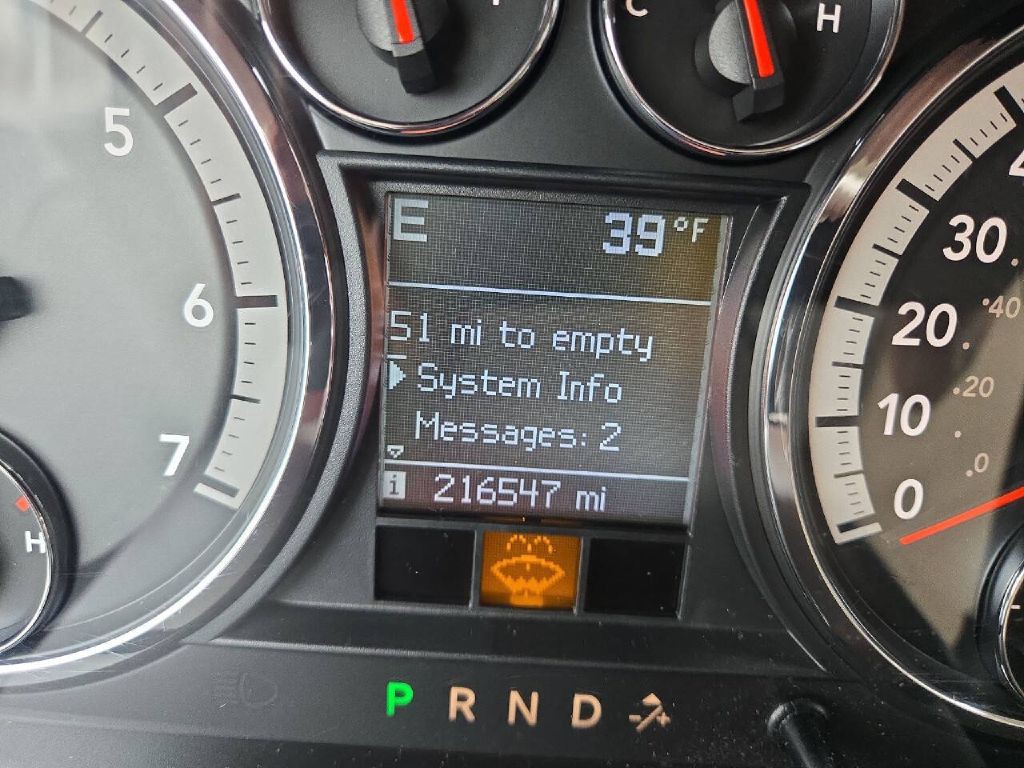 C H
5
6
7
H
E 39°F
51 mi to empty
System Info
Messages: 2
i 216547 mi
30
20
10
0
40
20
0
P R N D